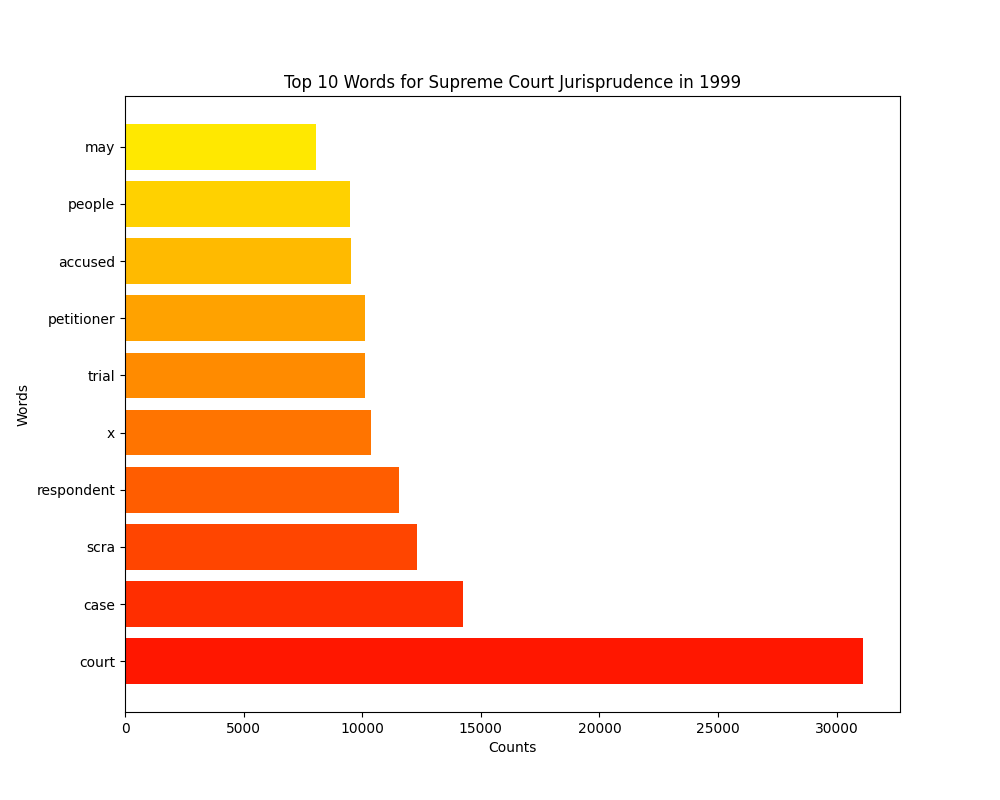 Top 10 Words for Supreme Court Jurisprudence in 1999
may
people
accused
petitioner
trial
x
respondent
scra
case
court
Words
0 5000 10000 15000 20000 25000 30000
Counts